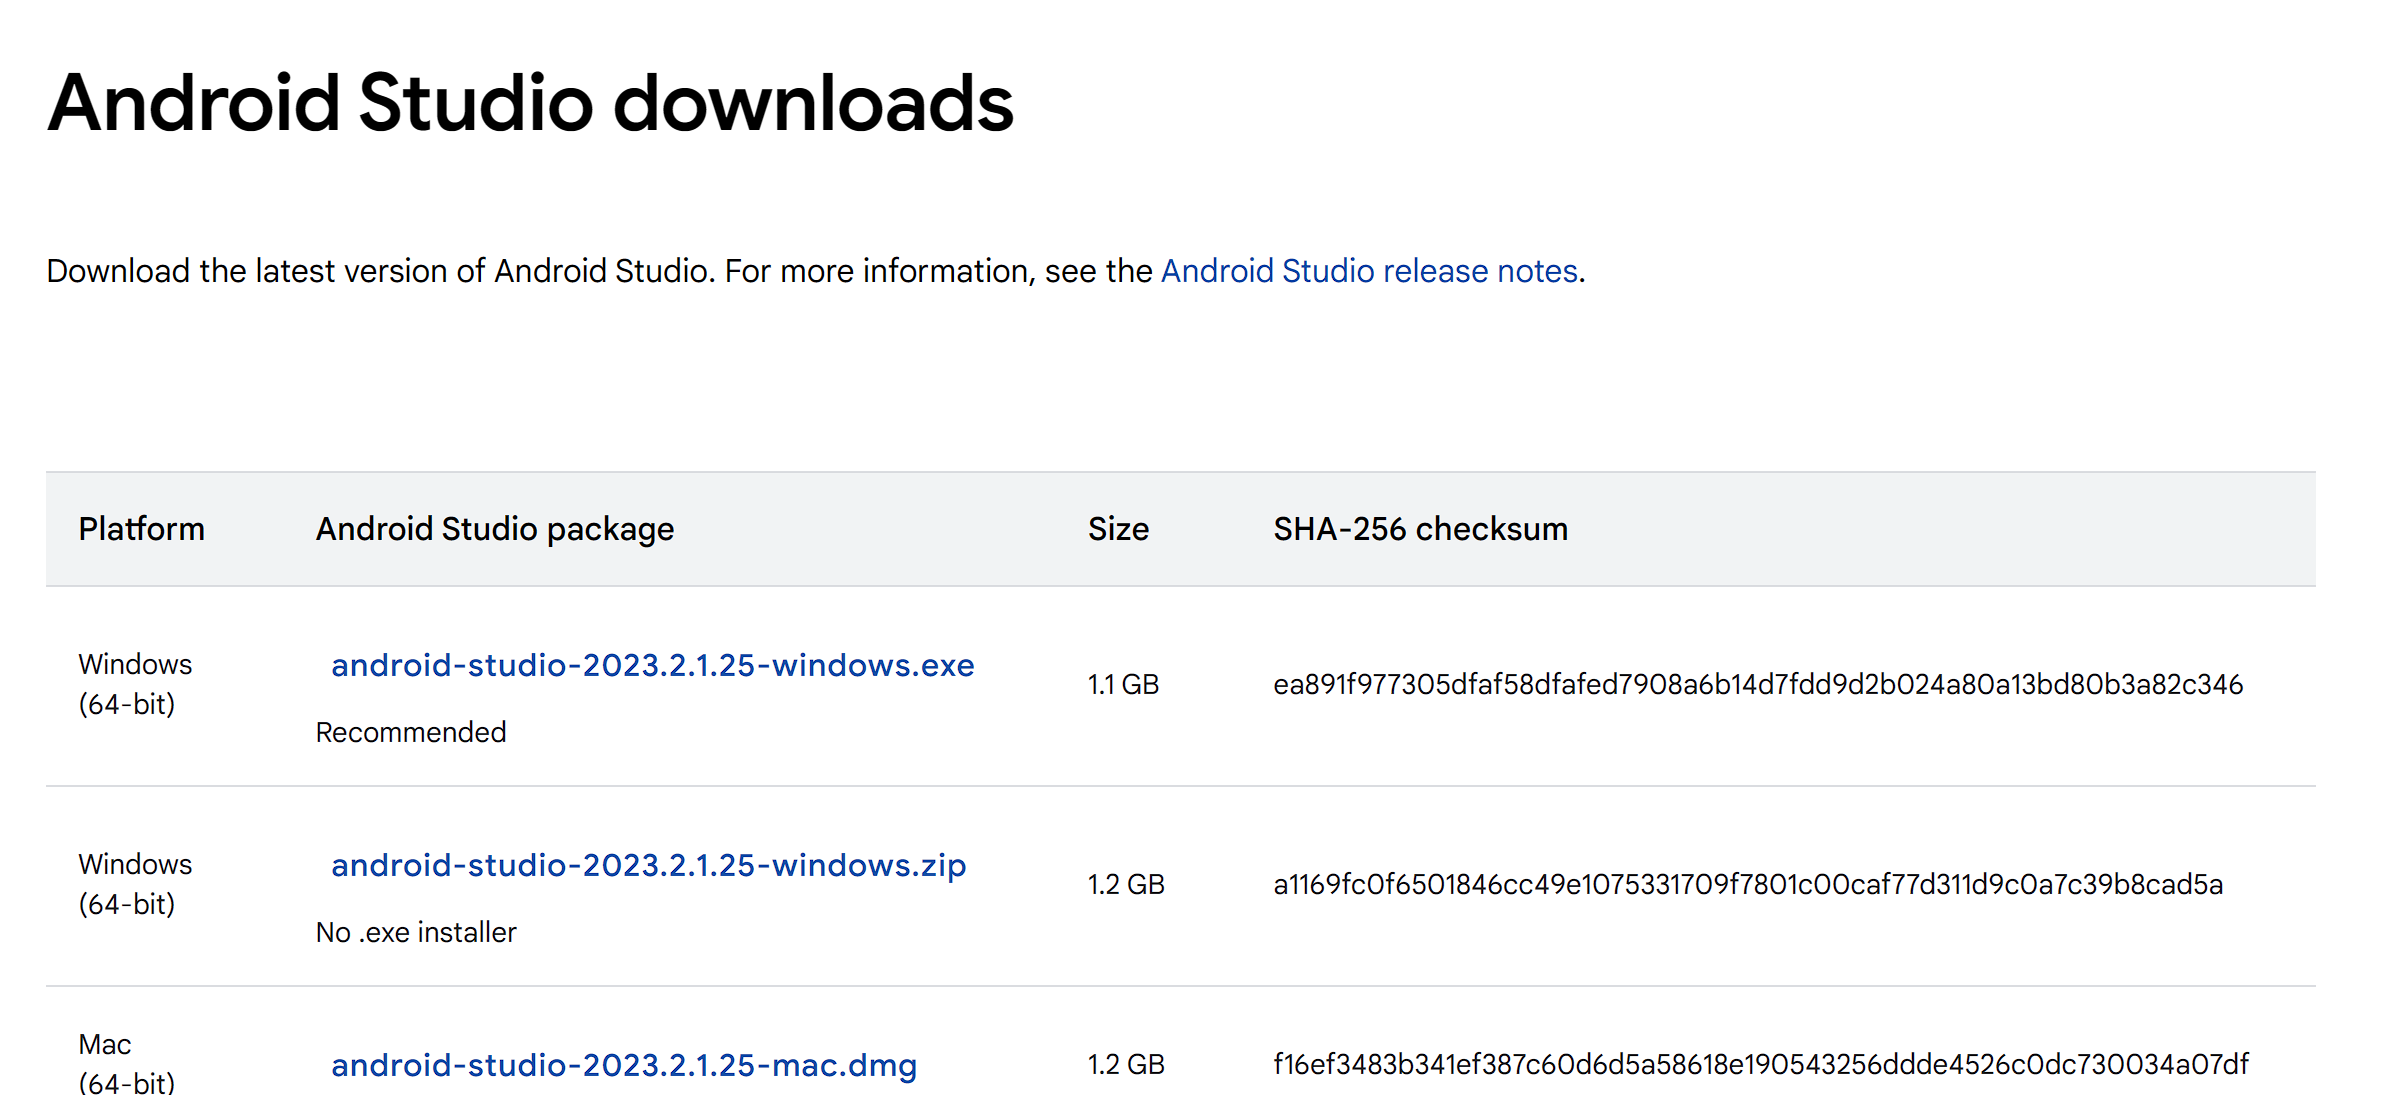 Android Studio downloads
Download the latest version of Android Studio. For more information, see the Android Studio release notes.
Platform Android Studio package Size SHA-256 checksum
Windows
(64-bit)
android-studio-2023.2.1.25-windows.exe
Recommended
1.1 GB
ea891f977305dfaf58dfafed7908a6b14d7fdd9d2b024a80a13bd80b3a82c346
Windows
(64-bit)
android-studio-2023.2.1.25-windows.zip
No .exe installer
1.2 GB
a1169fc0f6501846cc49e1075331709f7801c00caf77d311d9c0a7c39b8cad5a
Mac
(64-bit)
android-studio-2023.2.1.25-mac.dmg
1.2 GB
f16ef3483b341ef387c60d6d5a58618e190543256ddde4526c0dc730034a07df